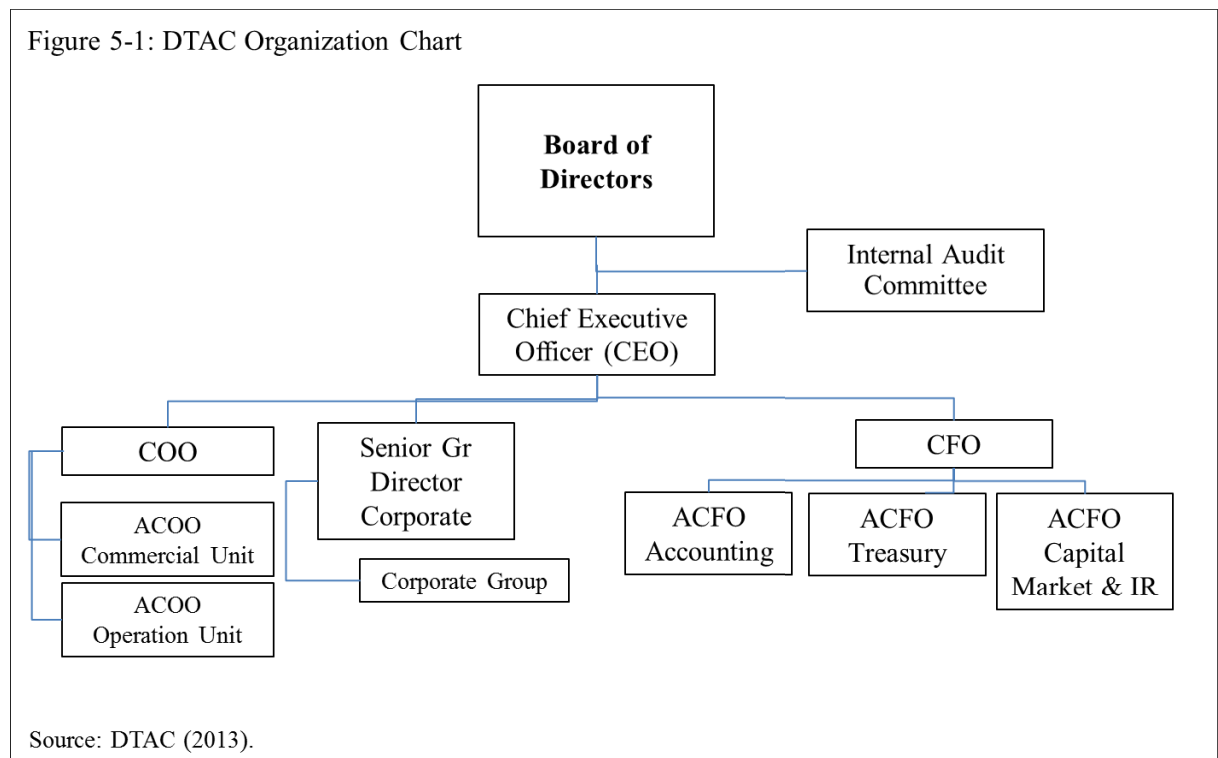 Figure 5-1: DTAC Organization Chart
Board of
Directors
Internal Audit
Committee
Chief Executive
Officer (CEO)
COO
Senior Gr
Director
Corporate
CFO
ACOO
Commercial Unit
ACOO
Operation Unit
Corporate Group
ACFO
Accounting
ACFO
Treasury
ACFO
Capital
Market & IR
Source: DTAC (2013).